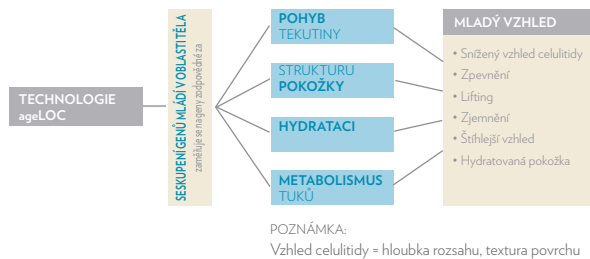 TECHNOLOGIE
ageLOC
SESKUPENÍ GENŮ MLÁDÍ V OBLASTI TĚLA
zaměřuje se na geny zodpovědné za
POHYB
TEKUTINY
STRUKTURU
POKOŽKY
HYDRATACI
METABOLISMUS
TUKŮ
MLADÝ VZHLED
• Snížený vzhled celulitidy
• Zpevnění
• Lifting
• Zjemnění
• Štíhlejší vzhled
• Hydratovaná pokožka
POZNÁMKA:
Vzhled celulitidy = hloubka rozsahu, textura povrchu